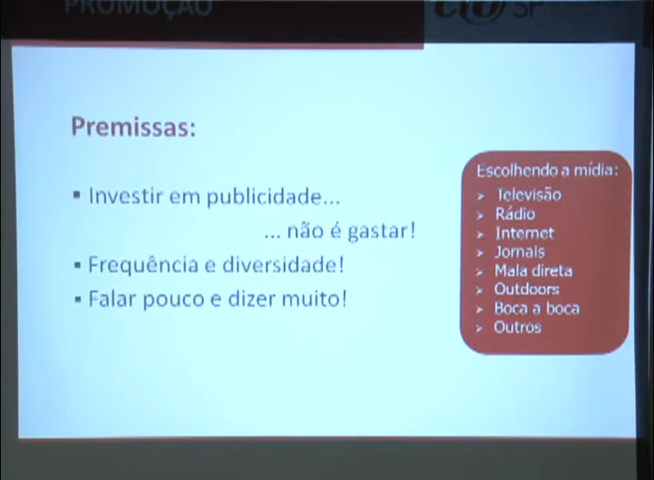 PROMOÇÃO
Premissas:
▪ Investir em publicidade...
... não é gastar!
▪ Frequência e diversidade!
▪ Falar pouco e dizer muito!
Escolhendo a mídia:
➢ Televisão
➢ Rádio
➢ Internet
➢ Jornais
➢ Mala direta
➢ Outdoors
➢ Boca a boca
➢ Outros